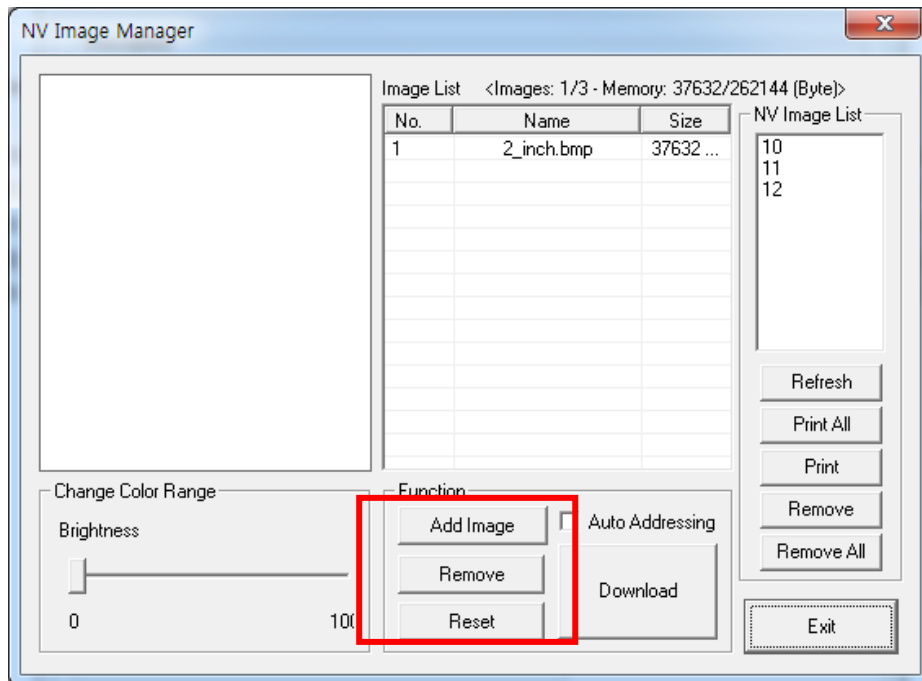 NV Image Manager
Image List <Images: 1/3 - Memory: 37632/262144 (Byte)>
No. Name Size
1 2_inch.bmp 37632 ...
NV Image List
10
11
12
Refresh
Print All
Print
Remove
Remove All
Change Color Range
Brightness
0 100
Function
Add Image
Auto Addressing
Remove
Download
Reset
Exit